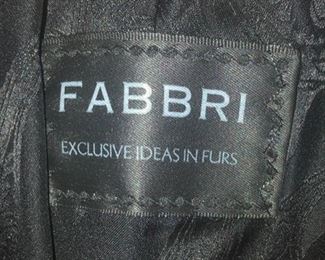 FABBRI
EXCLUSIVE IDEAS IN FURS